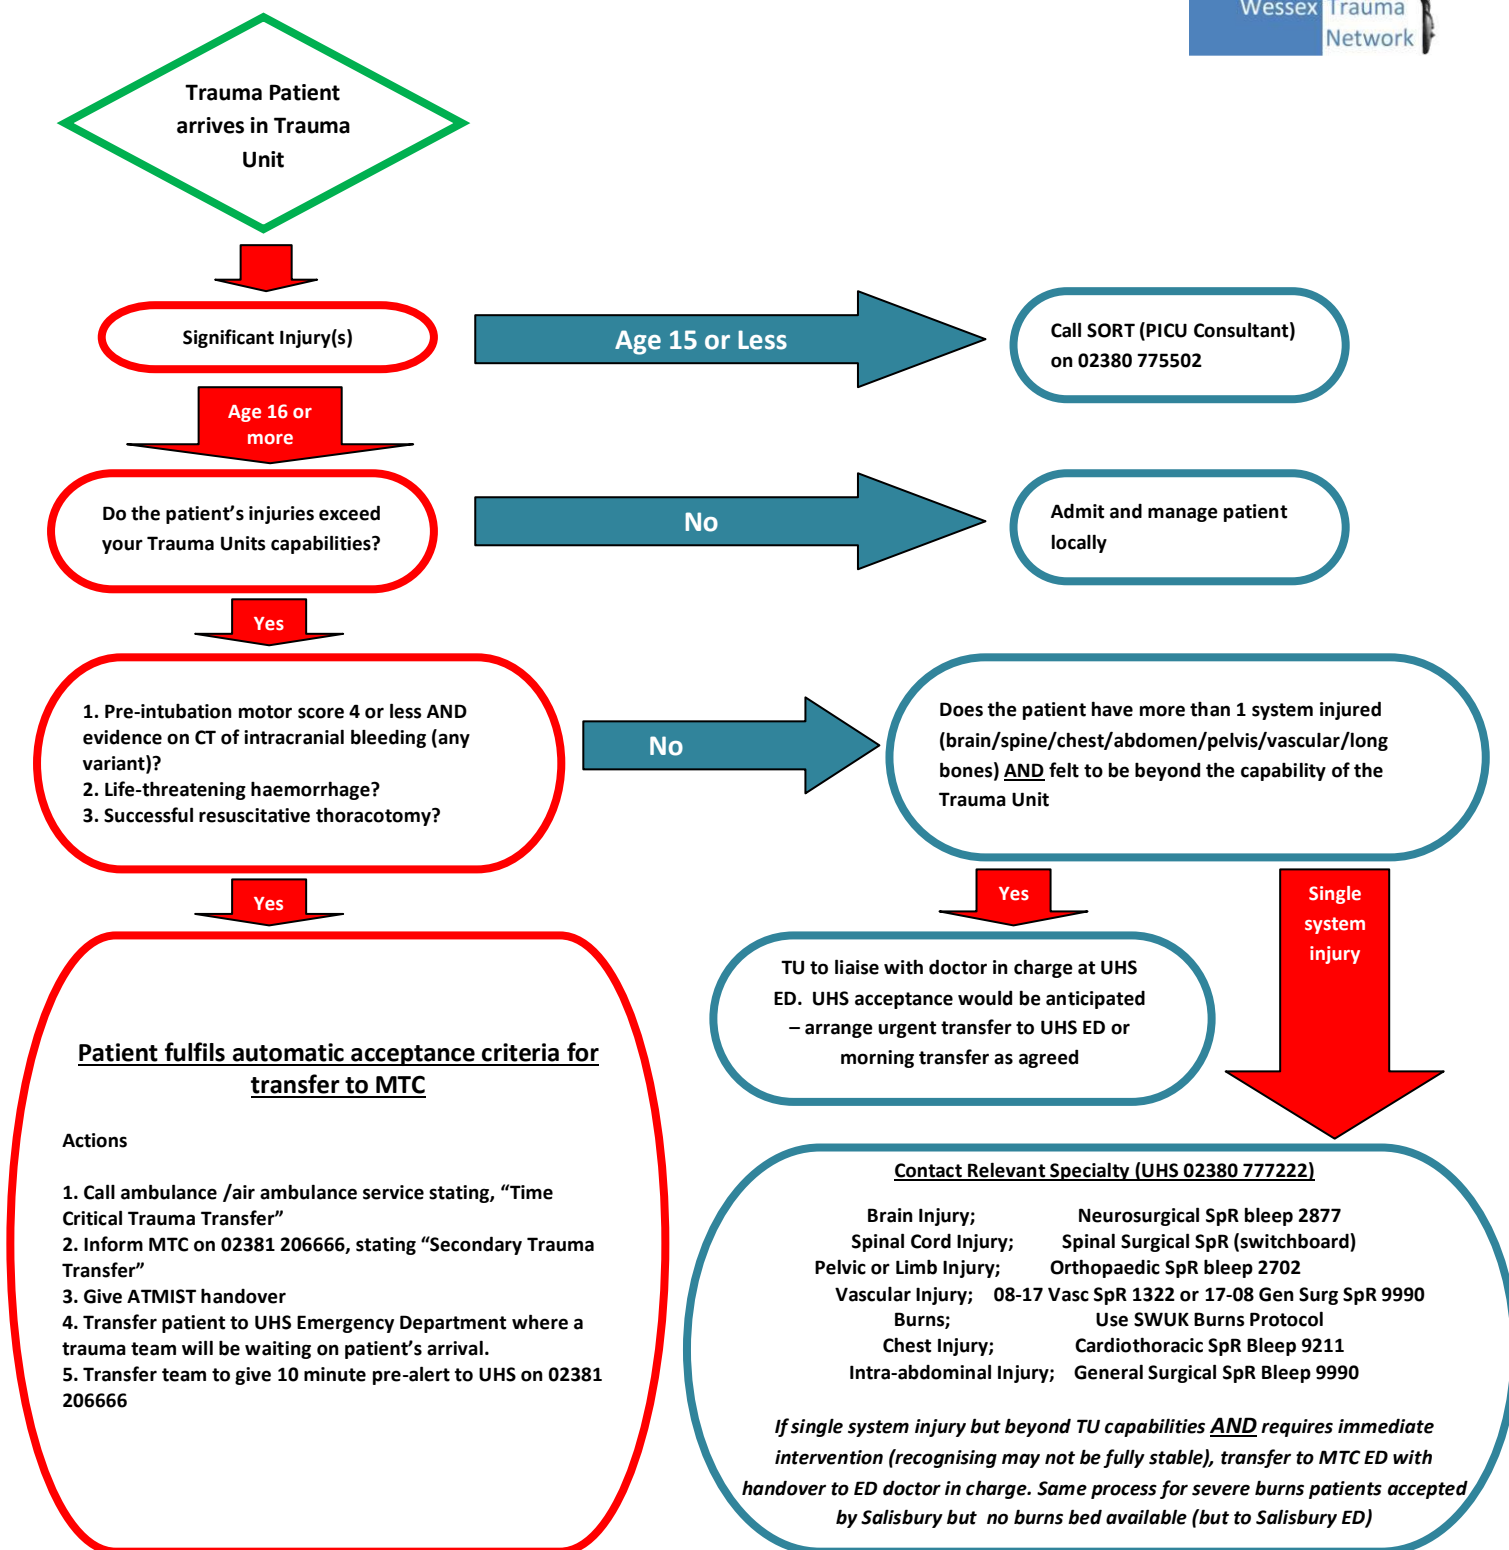 Wessex Trauma
Network
Trauma Patient
arrives in Trauma
Unit
Significant Injury(s)
Age 15 or Less
Call SORT (PICU Consultant)
on 02380 775502
Age 16 or
more
Do the patient’s injuries exceed
your Trauma Units capabilities?
No
Admit and manage patient
locally
Yes
1. Pre-intubation motor score 4 or less AND
evidence on CT of intracranial bleeding (any
variant)?
2. Life-threatening haemorrhage?
3. Successful resuscitative thoracotomy?
No
Does the patient have more than 1 system injured
(brain/spine/chest/abdomen/pelvis/vascular/long
bones) AND felt to be beyond the capability of the
Trauma Unit
Yes
Yes
Single
system
injury
TU to liaise with doctor in charge at UHS
ED. UHS acceptance would be anticipated
– arrange urgent transfer to UHS ED or
morning transfer as agreed
Patient fulfils automatic acceptance criteria for
transfer to MTC
Actions
1. Call ambulance /air ambulance service stating, “Time
Critical Trauma Transfer”
2. Inform MTC on 02381 206666, stating “Secondary Trauma
Transfer”
3. Give ATMIST handover
4. Transfer patient to UHS Emergency Department where a
trauma team will be waiting on patient’s arrival.
5. Transfer team to give 10 minute pre-alert to UHS on 02381
206666
Contact Relevant Specialty (UHS 02380 777222)
Brain Injury; Neurosurgical SpR bleep 2877
Spinal Cord Injury; Spinal Surgical SpR (switchboard)
Pelvic or Limb Injury; Orthopaedic SpR bleep 2702
Vascular Injury; 08-17 Vasc SpR 1322 or 17-08 Gen Surg SpR 9990
Burns; Use SWUK Burns Protocol
Chest Injury; Cardiothoracic SpR Bleep 9211
Intra-abdominal Injury; General Surgical SpR Bleep 9990
If single system injury but beyond TU capabilities AND requires immediate
intervention (recognising may not be fully stable), transfer to MTC ED with
handover to ED doctor in charge. Same process for severe burns patients accepted
by Salisbury but no burns bed available (but to Salisbury ED)